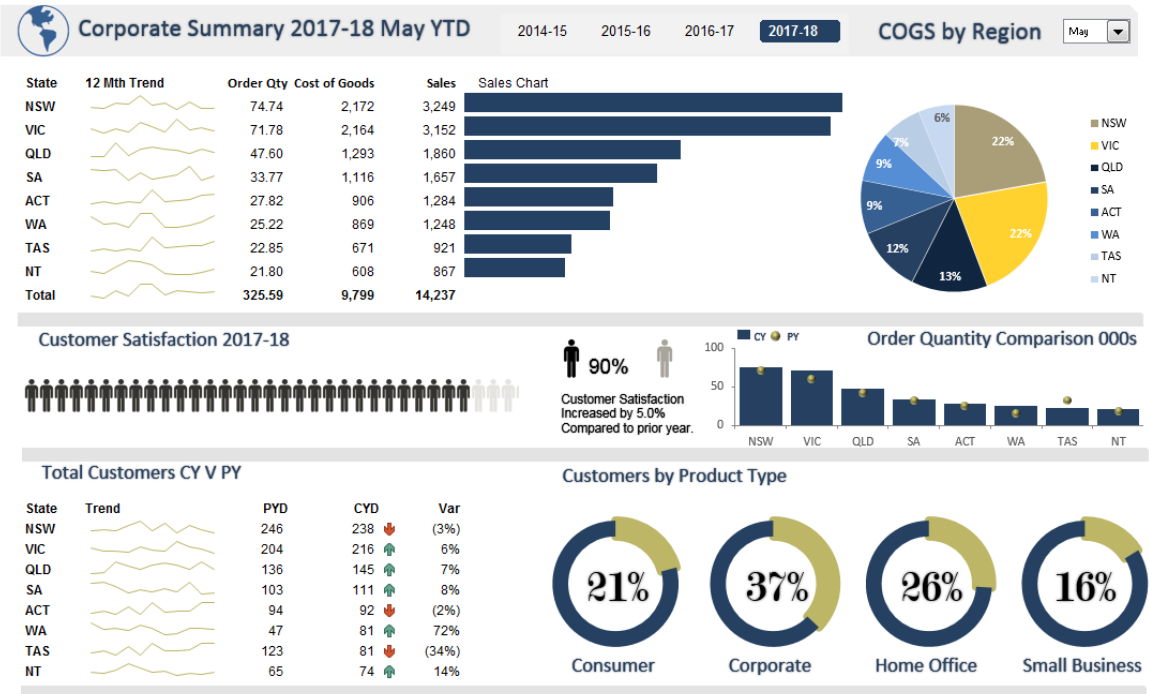 Corporate Summary 2017-18 May YTD
2014-15 2015-16 2016-17 2017-18
COGS by Region
May
State 12 Mth Trend Order Qty Cost of Goods Sales Sales Chart
NSW 74.74 2,172 3,249
VIC 71.78 2,164 3,152
QLD 47.60 1,293 1,860
SA 33.77 1,116 1,657
ACT 27.82 906 1,284
WA 25.22 869 1,248
TAS 22.85 671 921
NT 21.80 608 867
Total 325.59 9,799 14,237
22%
22%
13%
12%
9%
9%
7%
6%
NSW
VIC
QLD
SA
ACT
WA
TAS
NT
Customer Satisfaction 2017-18
90%
Customer Satisfaction
Increased by 5.0%
Compared to prior year.
CY PY
Order Quantity Comparison 000s
100
50
0
NSW VIC QLD SA ACT WA TAS NT
Total Customers CY V PY
State Trend PYD CYD Var
NSW 246 238 (3%)
VIC 204 216 6%
QLD 136 145 7%
SA 103 111 8%
ACT 94 92 (2%)
WA 47 81 72%
TAS 123 81 (34%)
NT 65 74 14%
Customers by Product Type
21% 37% 26% 16%
Consumer Corporate Home Office Small Business